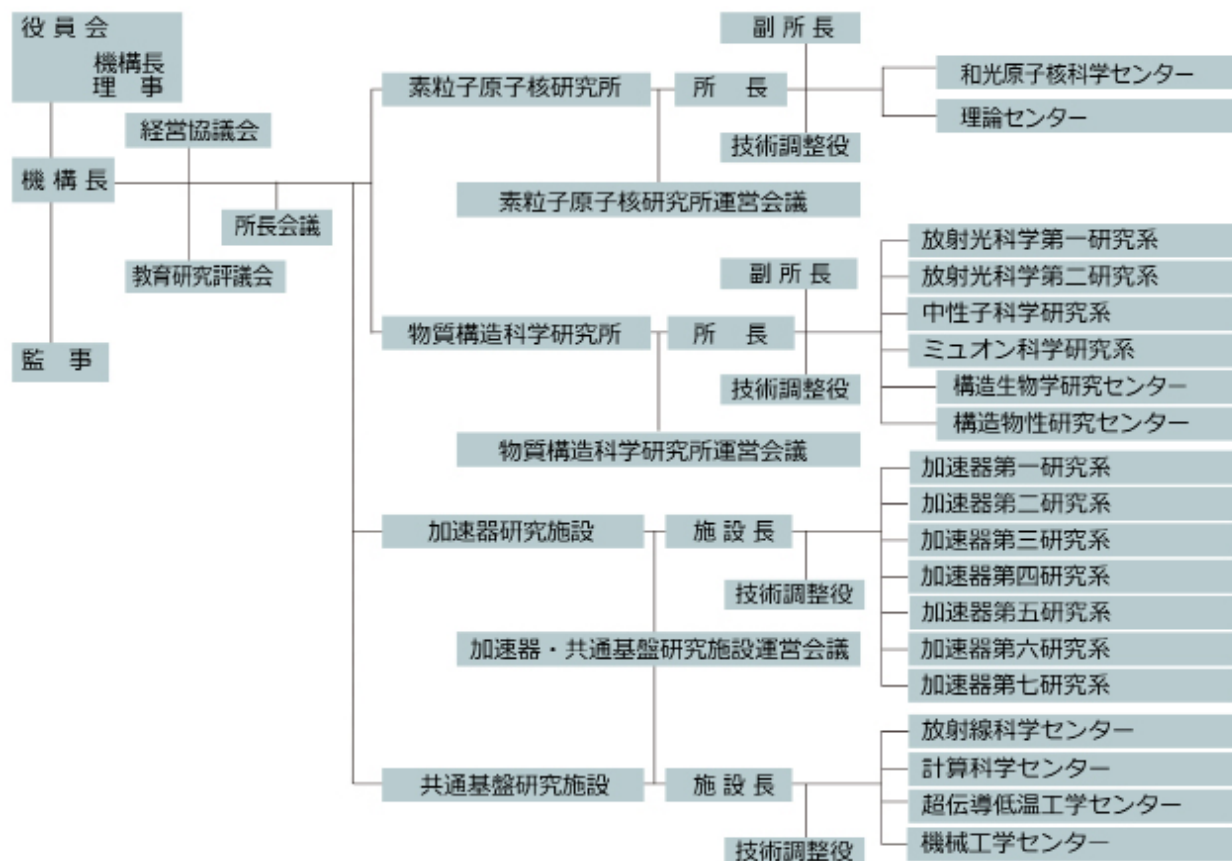 役 員 会
機構長
理　事
機 構 長
監　事
経営協議会
所長会議
教育研究評議会
素粒子原子核研究所
所　長
副 所 長
技術調整役
素粒子原子核研究所運営会議
和光原子核科学センター
理論センター
物質構造科学研究所
所　長
副 所 長
技術調整役
物質構造科学研究所運営会議
放射光科学第一研究系
放射光科学第二研究系
中性子科学研究系
ミュオン科学研究系
構造生物学研究センター
構造物性研究センター
加速器研究施設
施 設 長
技術調整役
加速器・共通基盤研究施設運営会議
加速器第一研究系
加速器第二研究系
加速器第三研究系
加速器第四研究系
加速器第五研究系
加速器第六研究系
加速器第七研究系
共通基盤研究施設
施 設 長
技術調整役
放射線科学センター
計算科学センター
超伝導低温工学センター
機械工学センター